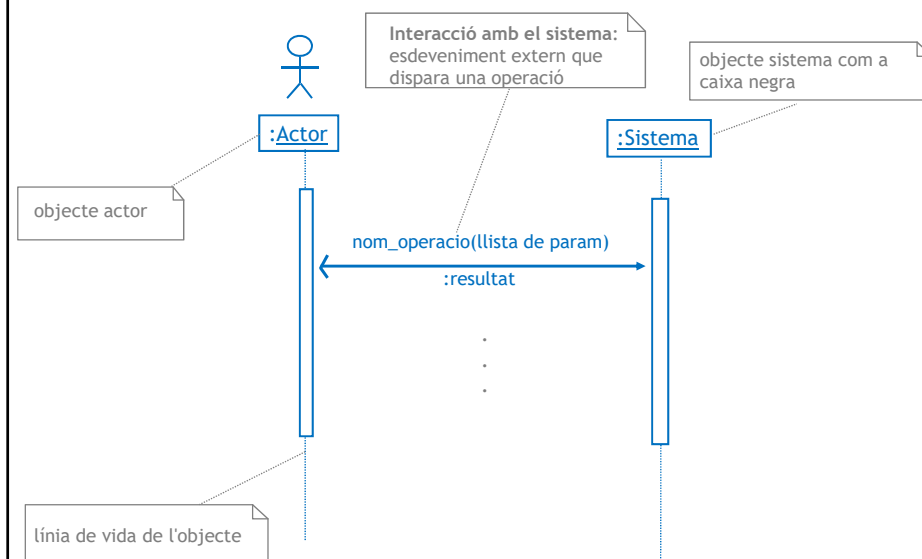 Interacció amb el sistema:
esdeveniment extern que
dispara una operació
objecte sistema com a
caixa negra
:Actor
:Sistema
objecte actor
nom_operacio(llista de param)
:resultat
.
.
.
línia de vida de l'objecte